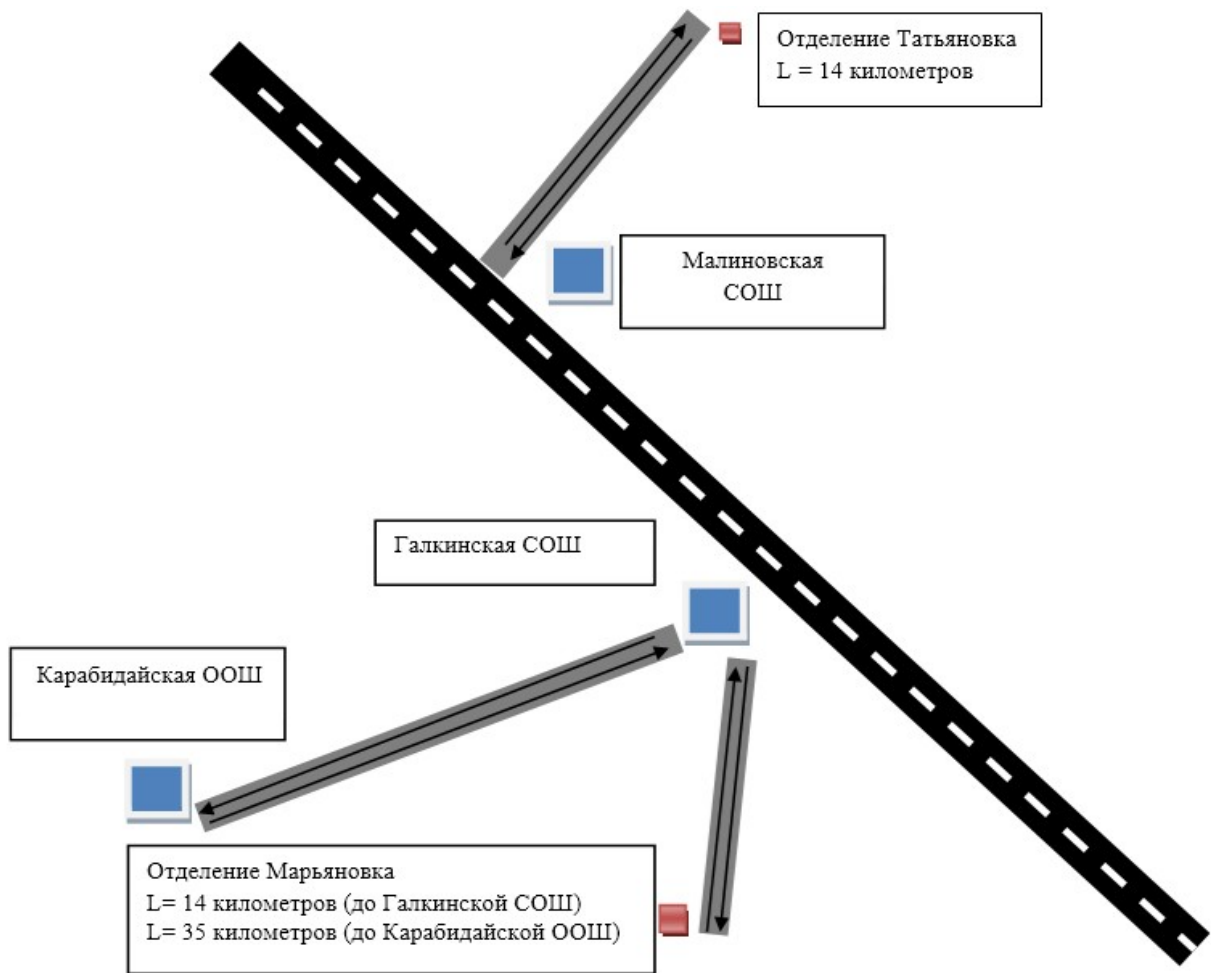 Отделение Татьяновка
L = 14 километров
Малиновская
СОШ
Галкинская СОШ
Карабидайская ООШ
Отделение Марьяновка
L= 14 километров (до Галкинской СОШ)
L= 35 километров (до Карабидайской ООШ)